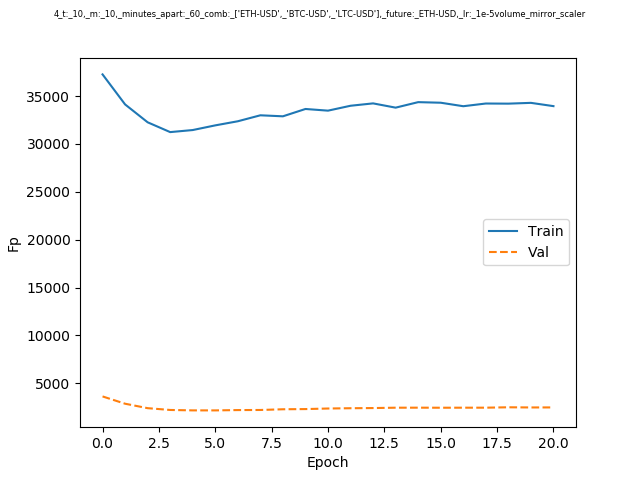 4_t:_10,_m:_10,_minutes_apart:_60_comb:_['ETH-USD',_'BTC-USD',_'LTC-USD'],_future:_ETH-USD,_lr:_1e-5volume_mirror_scaler
35000
30000
25000
20000
15000
10000
5000
Fp
Train
Val
0.0 2.5 5.0 7.5 10.0 12.5 15.0 17.5 20.0
Epoch